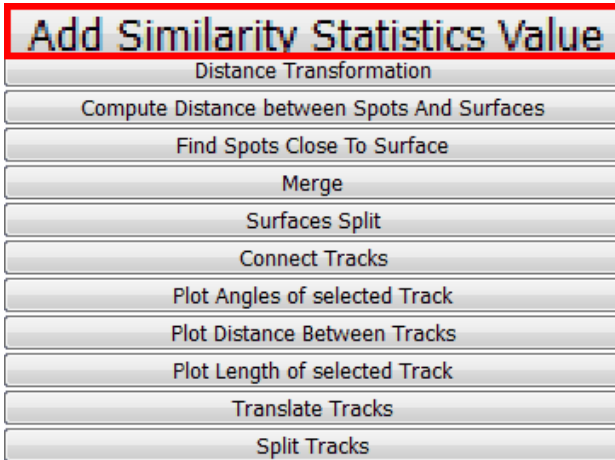 Add Similarity Statistics Value
Distance Transformation
Compute Distance between Spots And Surfaces
Find Spots Close To Surface
Merge
Surfaces Split
Connect Tracks
Plot Angles of selected Track
Plot Distance Between Tracks
Plot Length of selected Track
Translate Tracks
Split Tracks